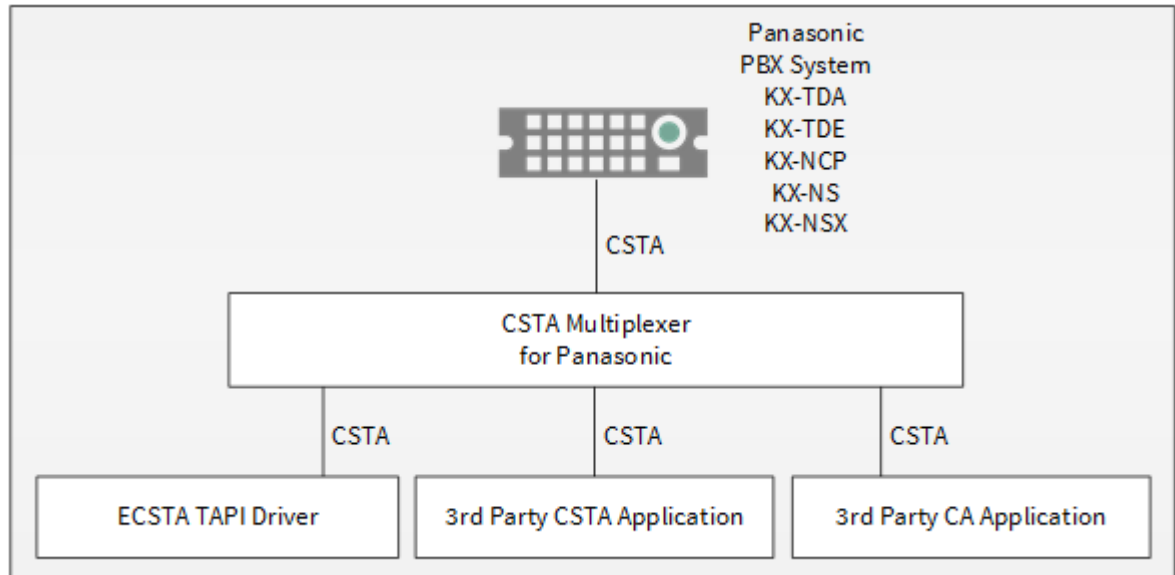 Panasonic
PBX System
KX-TDA
KX-TDE
KX-NCP
KX-NS
KX-NSX
CSTA
CSTA Multiplexer
for Panasonic
CSTA
CSTA
CSTA
ECSTA TAPI Driver
3rd Party CSTA Application
3rd Party CA Application